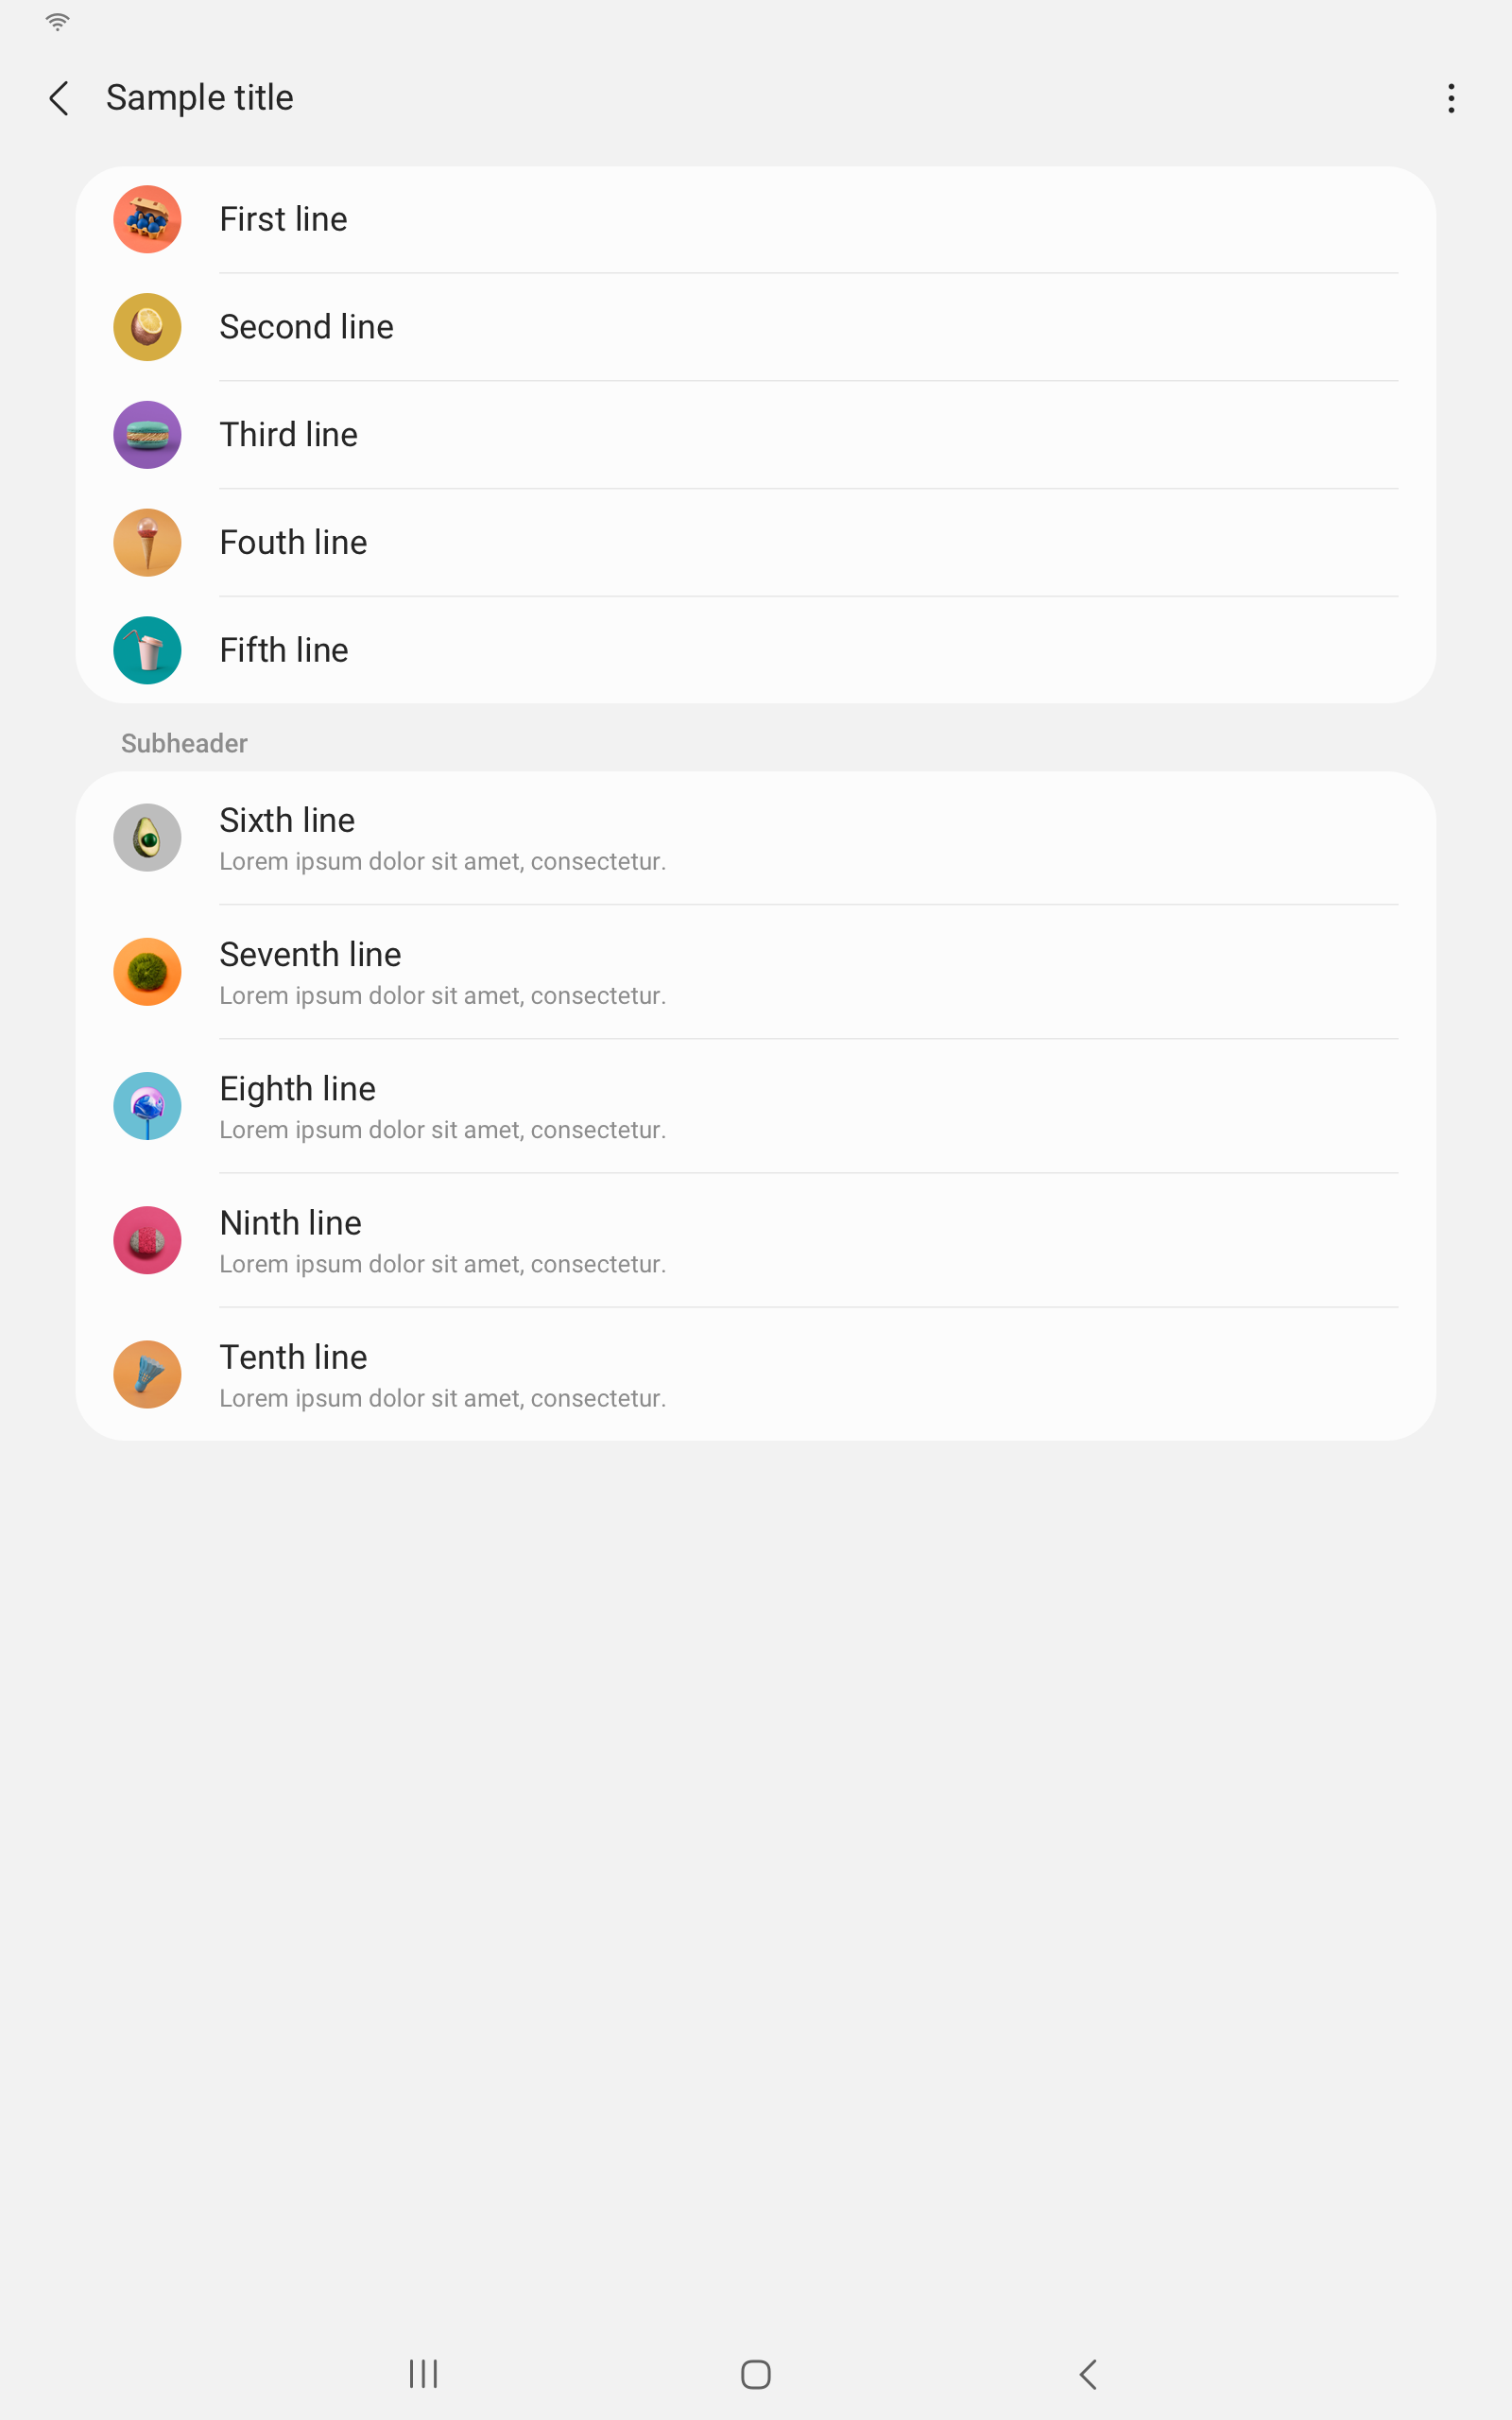 Sample title
First line
Second line
Third line
Fouth line
Fifth line
Subheader
Sixth line
Lorem ipsum dolor sit amet, consectetur.
Seventh line
Lorem ipsum dolor sit amet, consectetur.
Eighth line
Lorem ipsum dolor sit amet, consectetur.
Ninth line
Lorem ipsum dolor sit amet, consectetur.
Tenth line
Lorem ipsum dolor sit amet, consectetur.